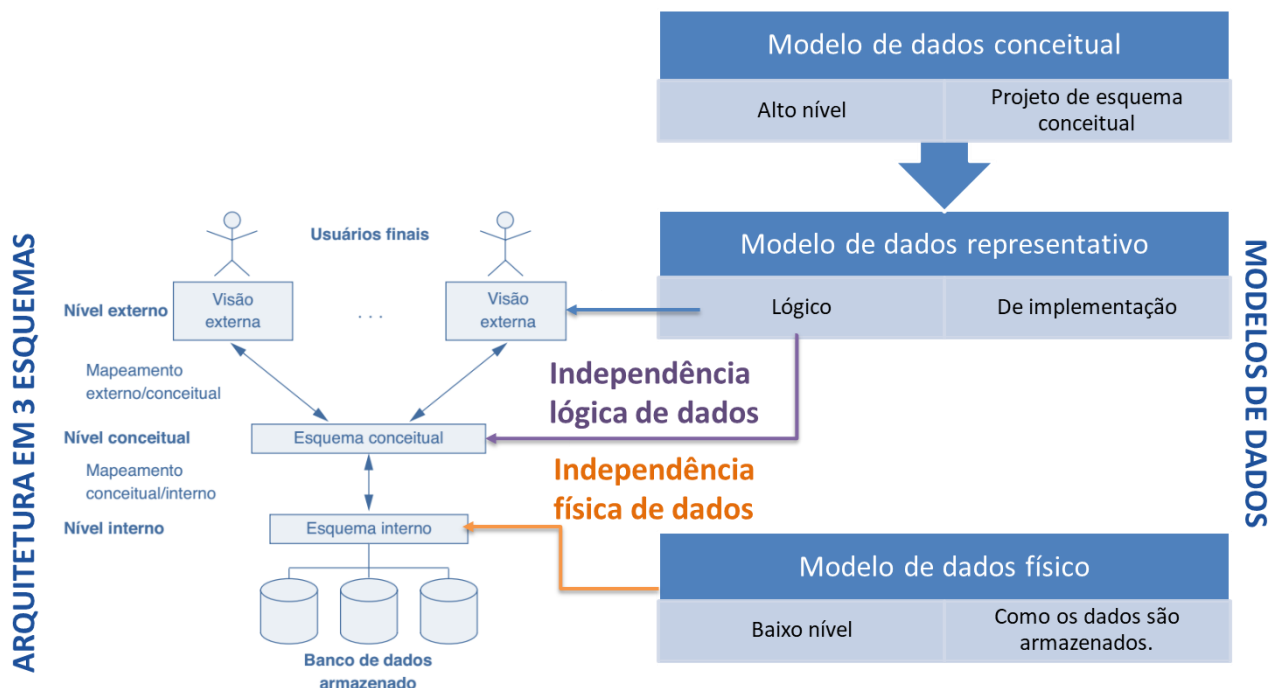 ARQUITETURA EM 3 ESQUEMAS
Usuários finais
Nível externo
Visão
externa
. . .
Visão
externa
Mapeamento
externo/conceitual
Nível conceitual
Esquema conceitual
Mapeamento
conceitual/interno
Nível interno
Esquema interno
Banco de dados
armazenado
Independência
lógica de dados
Independência
física de dados
Modelo de dados conceitual
Alto nível
Projeto de esquema
conceitual
Modelo de dados representativo
Lógico
De implementação
Modelo de dados físico
Baixo nível
Como os dados são
armazenados.
MODELOS DE DADOS